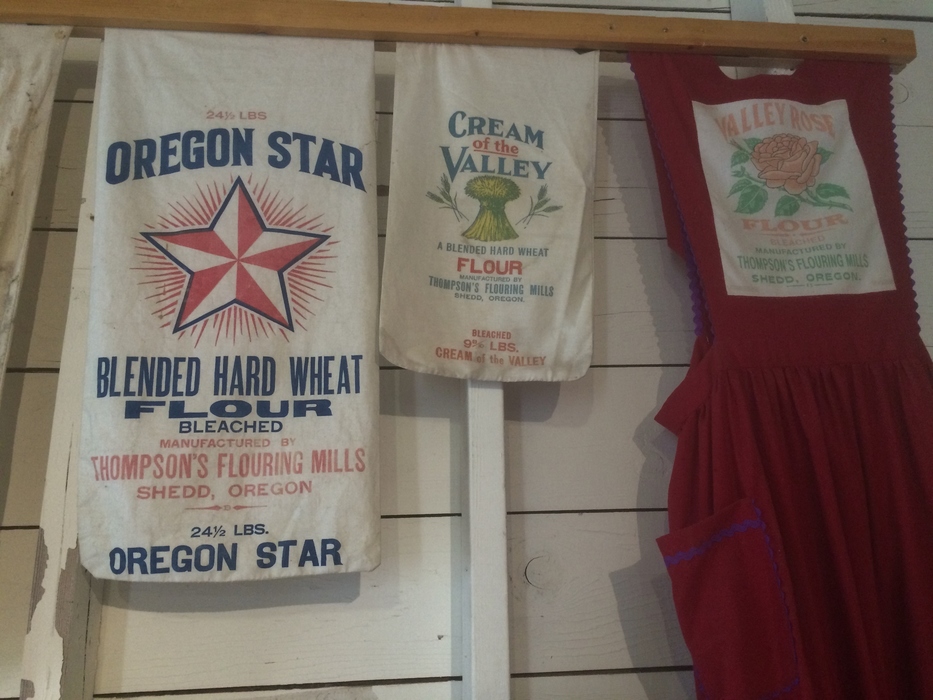 24½ LBS
OREGON STAR
BLENDED HARD WHEAT
FLOUR
BLEACHED
MANUFACTURED BY
THOMPSON'S FLOURING MILLS
SHEDD, OREGON
24½ LBS.
OREGON STAR
CREAM
of the
VALLEY
A BLENDED HARD WHEAT
FLOUR
MANUFACTURED BY
THOMPSON'S FLOURING MILLS
SHEDD, OREGON.
BLEACHED
LBS.
CREAM of the VALLEY
VALLEY ROSE
FLOUR
BLEACHED
MANUFACTURED BY
THOMPSON'S FLOURING MILLS
SHEDD, OREGON.